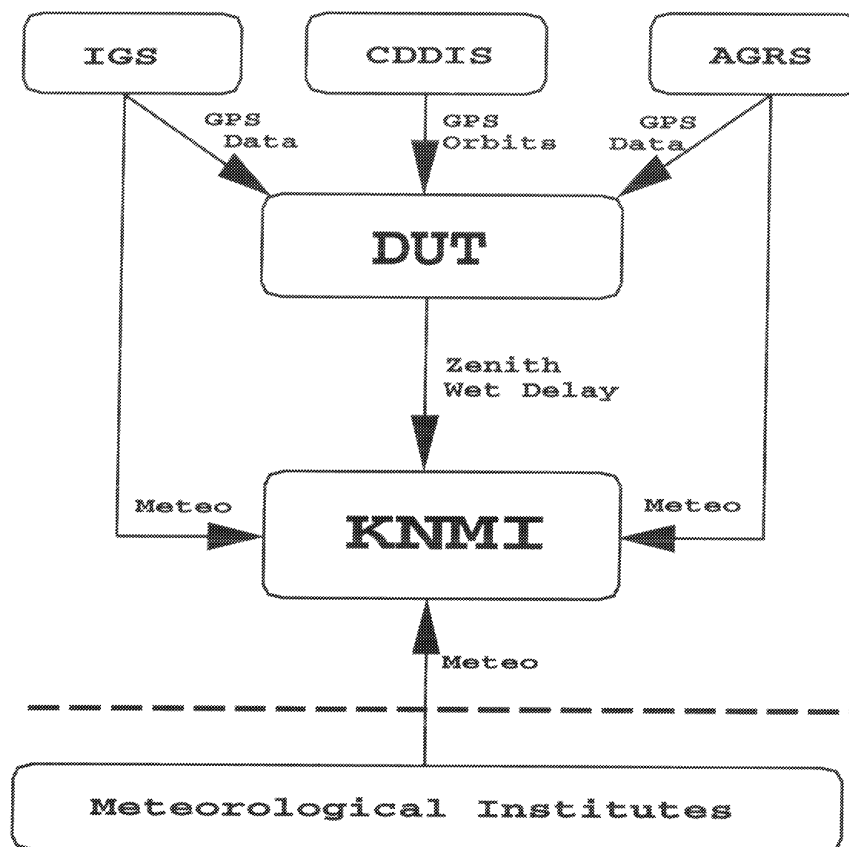 IGS
CDDIS
AGRS
GPS
Data
GPS
Orbits
GPS
Data
DUT
Zenith
Wet Delay
Meteo
KNMI
Meteo
Meteo
Meteorological Institutes